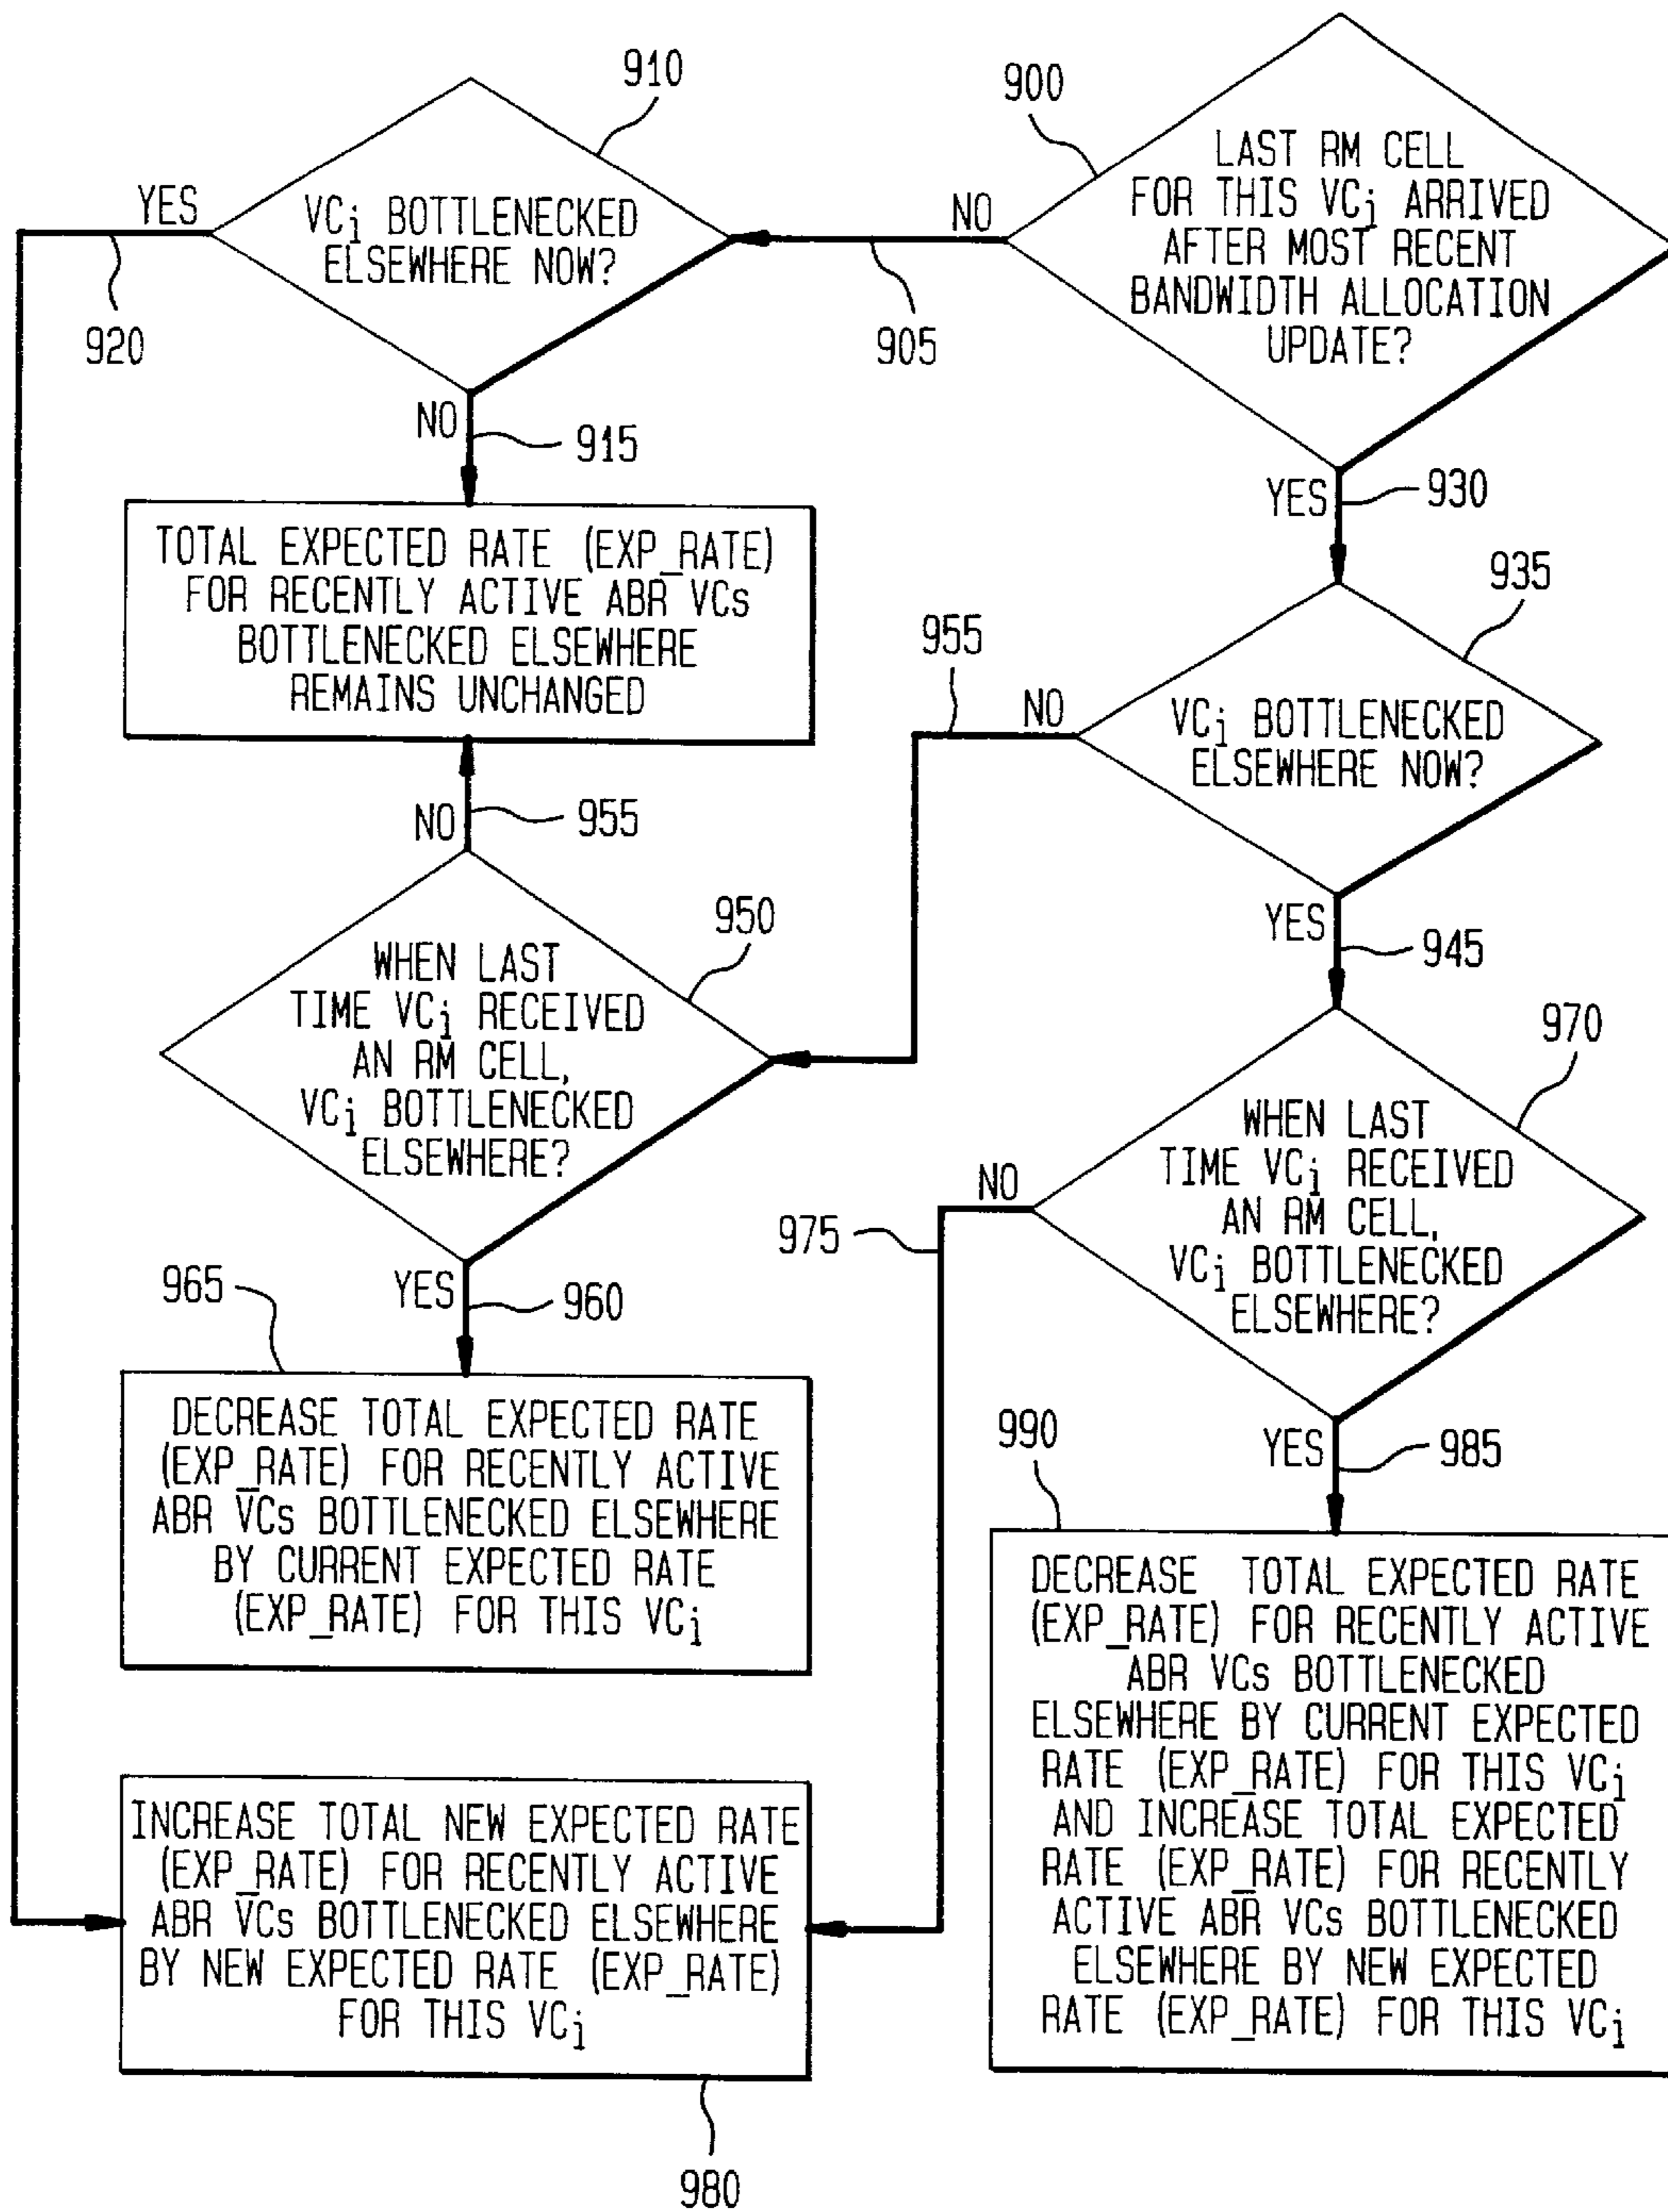 910
VCi BOTTLENECKED
ELSEWHERE NOW?
YES
920
NO
915
900
LAST RM CELL
FOR THIS VCi ARRIVED
AFTER MOST RECENT
BANDWIDTH ALLOCATION
UPDATE?
NO
905
YES
930
TOTAL EXPECTED RATE (EXP_RATE)
FOR RECENTLY ACTIVE ABR VCs
BOTTLENECKED ELSEWHERE
REMAINS UNCHANGED
935
VCi BOTTLENECKED
ELSEWHERE NOW?
955
NO
YES
945
NO
955
950
WHEN LAST
TIME VCi RECEIVED
AN RM CELL,
VCi BOTTLENECKED
ELSEWHERE?
YES
960
970
WHEN LAST
TIME VCi RECEIVED
AN RM CELL,
VCi BOTTLENECKED
ELSEWHERE?
NO
975
YES
985
965
DECREASE TOTAL EXPECTED RATE
(EXP_RATE) FOR RECENTLY ACTIVE
ABR VCs BOTTLENECKED ELSEWHERE
BY CURRENT EXPECTED RATE
(EXP_RATE) FOR THIS VCi
990
DECREASE TOTAL EXPECTED RATE
(EXP_RATE) FOR RECENTLY ACTIVE
ABR VCs BOTTLENECKED
ELSEWHERE BY CURRENT EXPECTED
RATE (EXP_RATE) FOR THIS VCi
AND INCREASE TOTAL EXPECTED
RATE (EXP_RATE) FOR RECENTLY
ACTIVE ABR VCs BOTTLENECKED
ELSEWHERE BY NEW EXPECTED
RATE (EXP_RATE) FOR THIS VCi
INCREASE TOTAL NEW EXPECTED RATE
(EXP_RATE) FOR RECENTLY ACTIVE
ABR VCs BOTTLENECKED ELSEWHERE
BY NEW EXPECTED RATE (EXP_RATE)
FOR THIS VCi
980